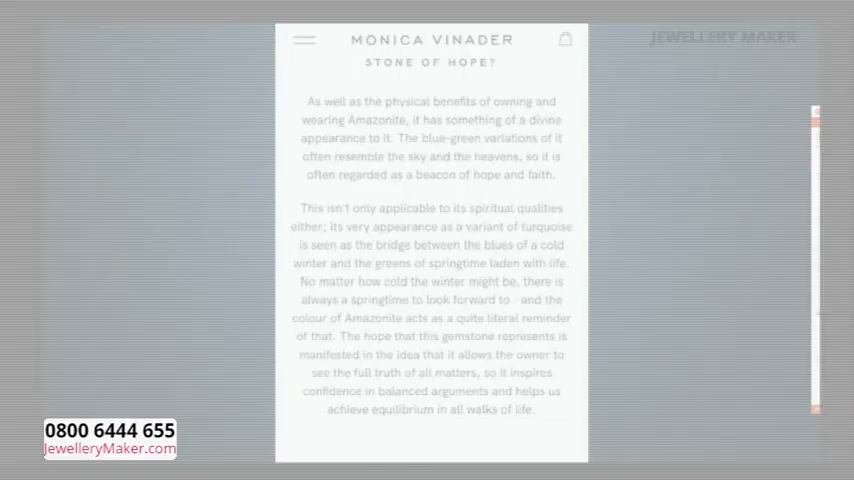 MONICA VINADER
JEWELLERY MAKER
STONE OF HOPE?
As well as the physical benefits of owning and
wearing Amazonite, it has something of a divine
appearance to it. The blue-green variations of it
often resemble the sky and the heavens, so it is
often regarded as a beacon of hope and faith.
This isn't only applicable to its spiritual qualities
either; its very appearance as a variant of turquoise
is seen as the bridge between the blues of a cold
winter and the greens of springtime laden with life.
No matter how cold the winter might be, there is
always a springtime to look forward to - and the
colour of Amazonite acts as a quite literal reminder
of that. The hope that this gemstone represents is
manifested in the idea that it allows the owner to
see the full truth of all matters, so it inspires
confidence in balanced arguments and helps us
achieve equilibrium in all walks of life.
0800 6444 655
JewelleryMaker.com